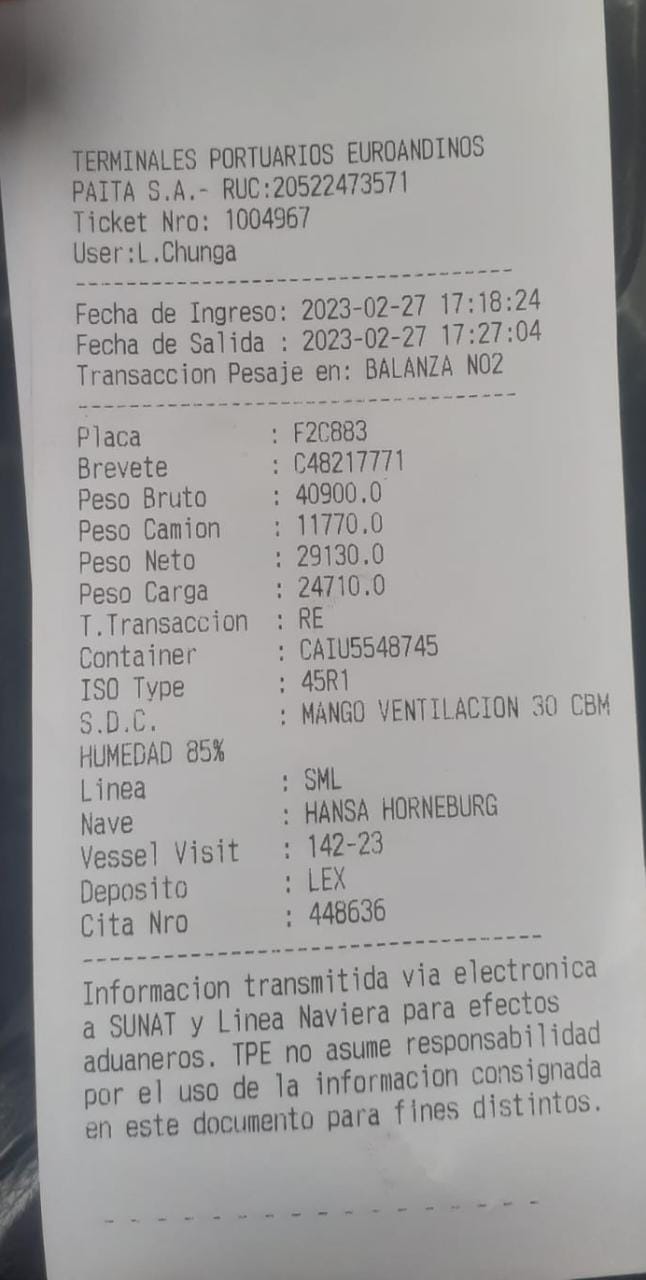 TERMINALES PORTUARIOS EUROANDINOS
PAITA S.A.- RUC:20522473571
Ticket Nro: 1004967
User:L.Chunga
Fecha de Ingreso: 2023-02-27 17:18:24
Fecha de Salida : 2023-02-27 17:27:04
Transaccion Pesaje en: BALANZA N02
Placa : F2C883
Brevete : C48217771
Peso Bruto : 40900.0
Peso Camion : 11770.0
Peso Neto : 29130.0
Peso Carga : 24710.0
T.Transaccion : RE
Container : CAIU5548745
ISO Type : 45R1
S.D.C. : MANGO VENTILACION 30 CBM
HUMEDAD 85%
Linea : SML
Nave : HANSA HORNEBURG
Vessel Visit : 142-23
Deposito : LEX
Cita Nro : 448636
Informacion transmitida via electronica
a SUNAT y Linea Naviera para efectos
aduaneros. TPE no asume responsabilidad
por el uso de la informacion consignada
en este documento para fines distintos.